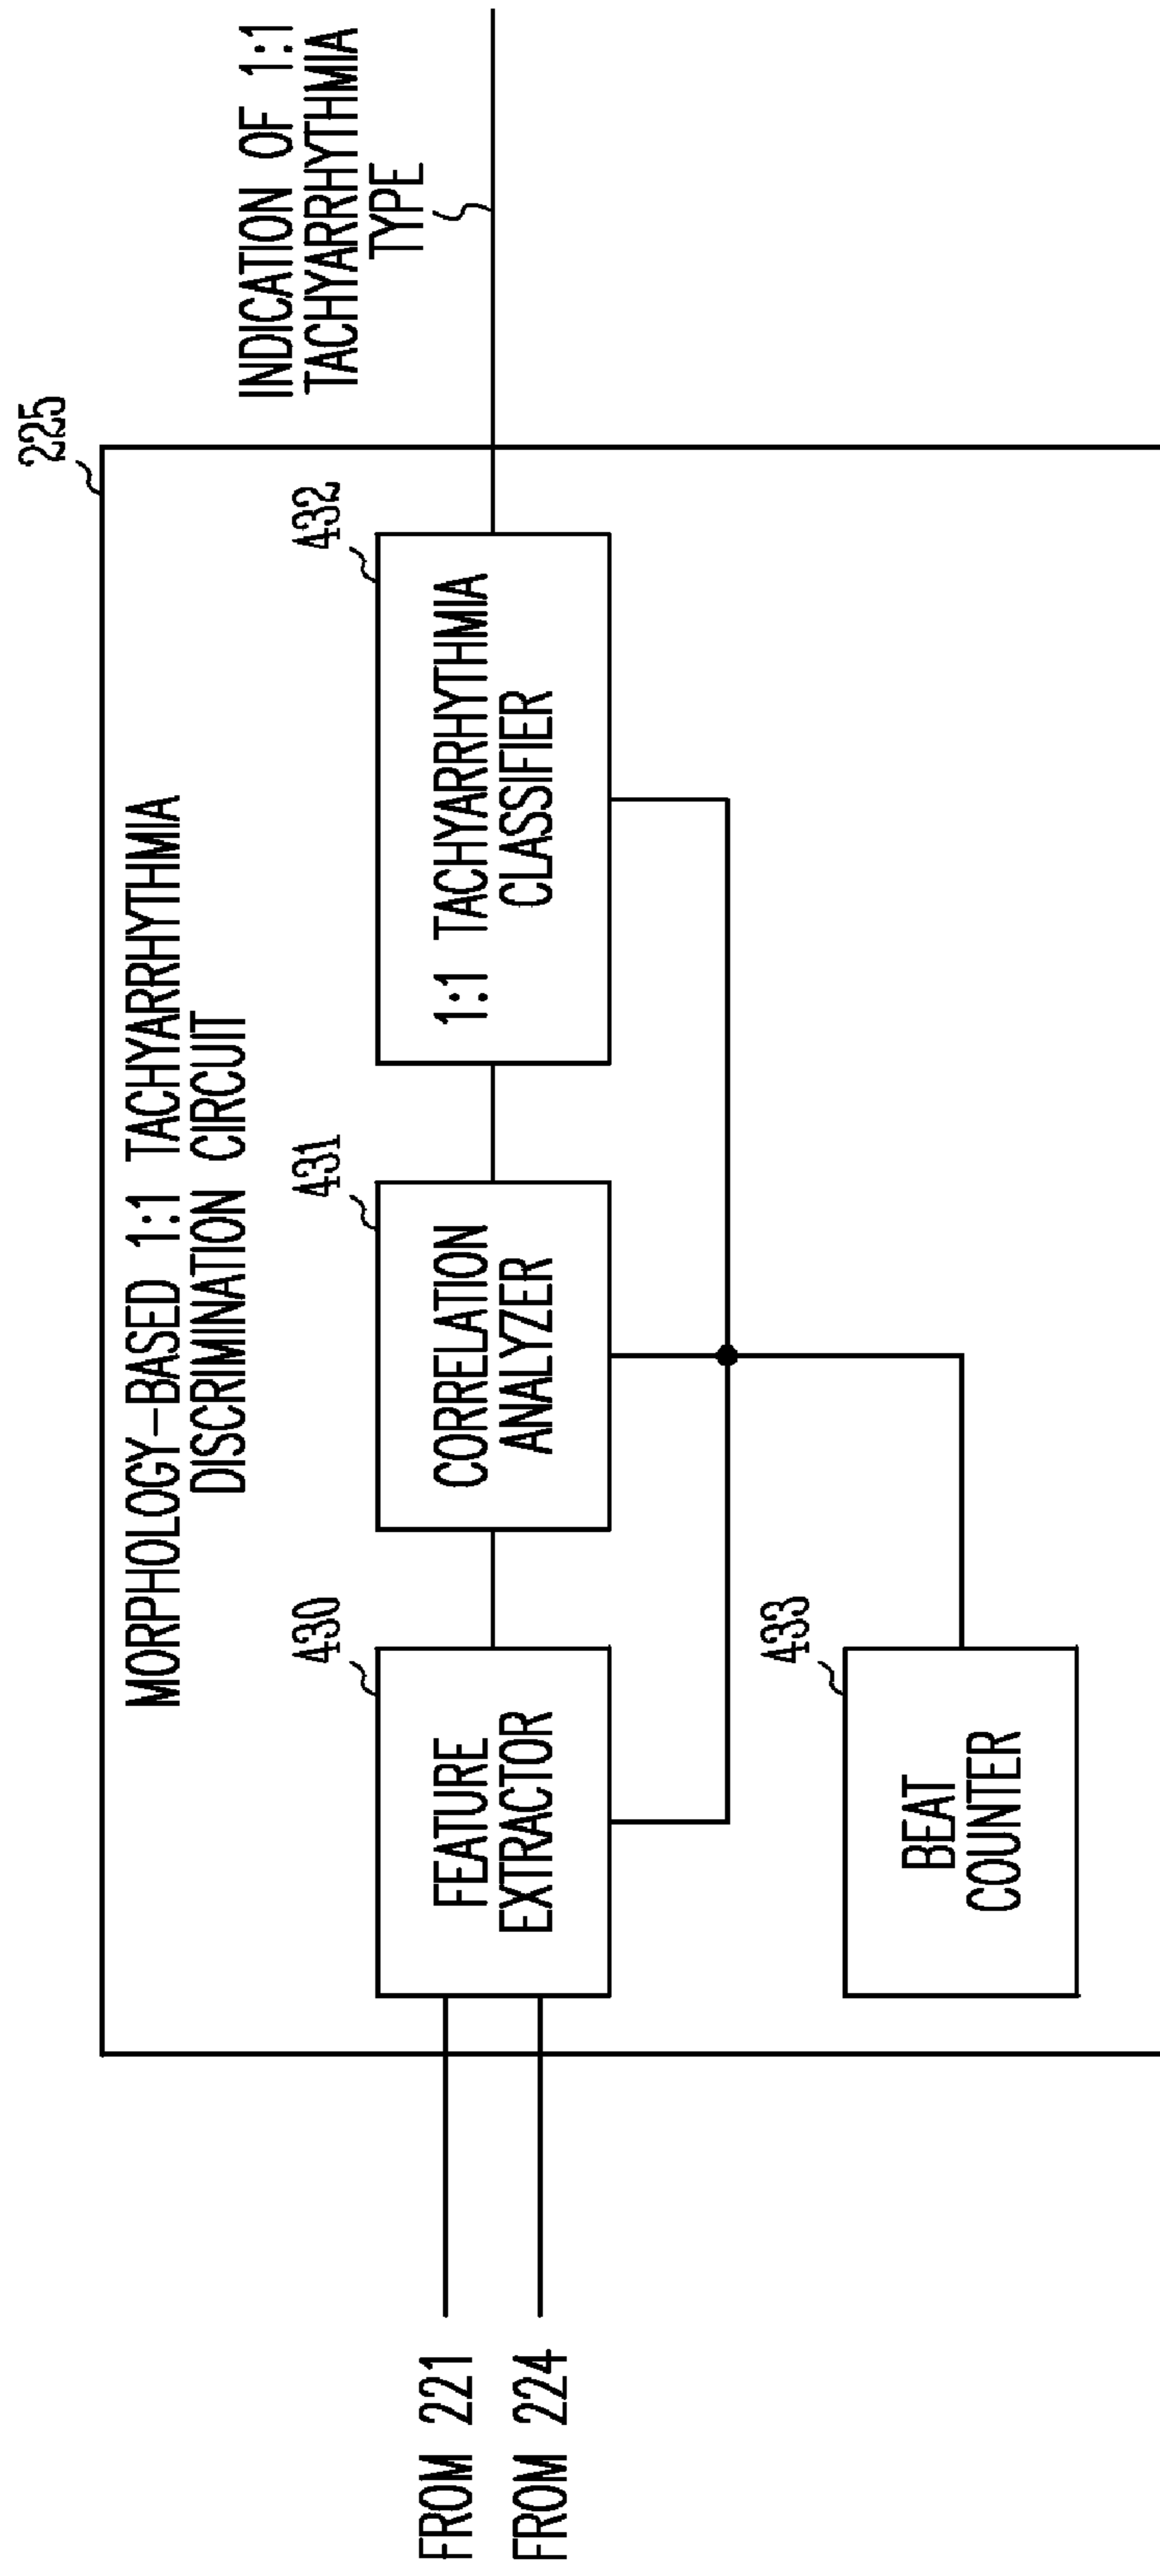 225
MORPHOLOGY-BASED 1:1 TACHYARRHYTHMIA
DISCRIMINATION CIRCUIT
INDICATION OF 1:1
TACHYARRHYTHMIA
TYPE
FROM 221
FROM 224
430
FEATURE
EXTRACTOR
431
CORRELATION
ANALYZER
432
1:1 TACHYARRHYTHMIA
CLASSIFIER
433
BEAT
COUNTER